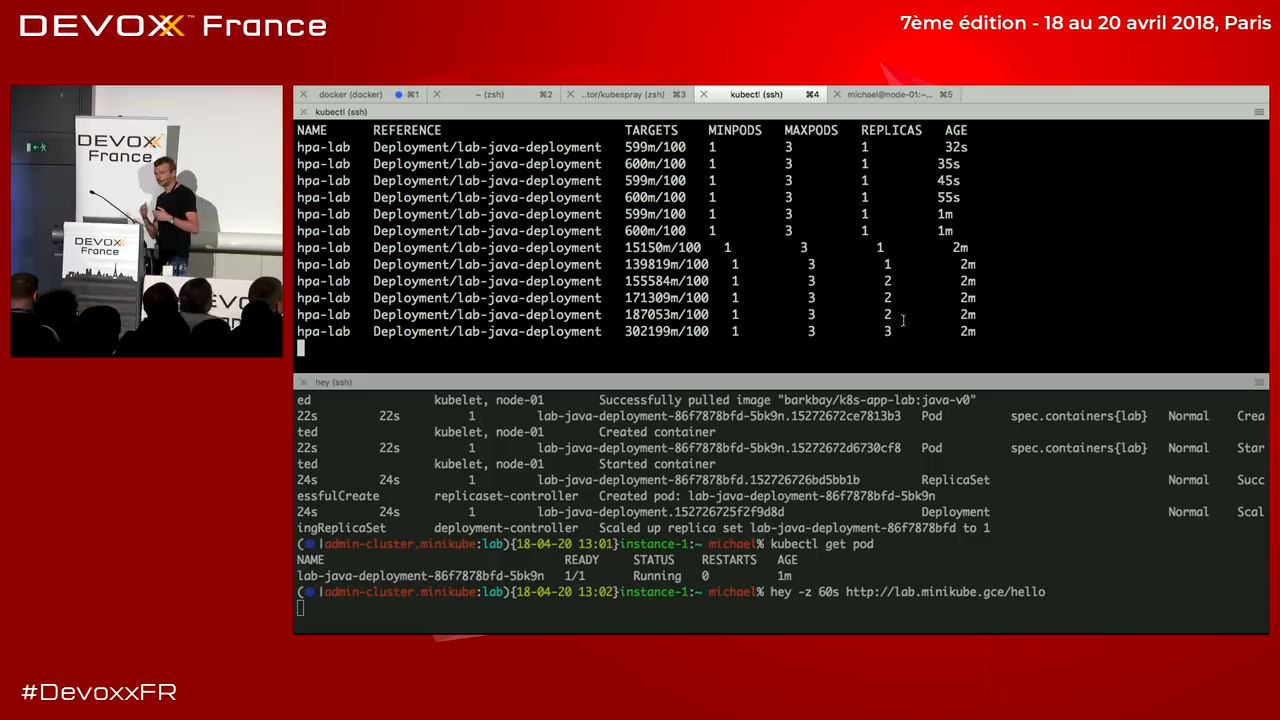 DEVOXX™ France
7ème édition - 18 au 20 avril 2018, Paris
docker (docker) ⌘1 ~ (zsh) ⌘2 ..tor/kubespray (zsh) ⌘3 kubectl (ssh) ⌘4 michael@node-01:~... ⌘5
kubectl (ssh)
NAME REFERENCE TARGETS MINPODS MAXPODS REPLICAS AGE
hpa-lab Deployment/lab-java-deployment 599m/100 1 3 1 32s
hpa-lab Deployment/lab-java-deployment 600m/100 1 3 1 35s
hpa-lab Deployment/lab-java-deployment 599m/100 1 3 1 45s
hpa-lab Deployment/lab-java-deployment 600m/100 1 3 1 55s
hpa-lab Deployment/lab-java-deployment 599m/100 1 3 1 1m
hpa-lab Deployment/lab-java-deployment 600m/100 1 3 1 1m
hpa-lab Deployment/lab-java-deployment 15150m/100 1 3 1 2m
hpa-lab Deployment/lab-java-deployment 139819m/100 1 3 1 2m
hpa-lab Deployment/lab-java-deployment 155584m/100 1 3 2 2m
hpa-lab Deployment/lab-java-deployment 171309m/100 1 3 2 2m
hpa-lab Deployment/lab-java-deployment 187053m/100 1 3 2 2m
hpa-lab Deployment/lab-java-deployment 302199m/100 1 3 3 2m
hey (ssh)
ed kubelet, node-01 Successfully pulled image "barkbay/k8s-app-lab:java-v0"
22s 22s 1 lab-java-deployment-86f7878bfd-5bk9n.15272672ce7813b3 Pod spec.containers{lab} Normal Crea
ted kubelet, node-01 Created container
22s 22s 1 lab-java-deployment-86f7878bfd-5bk9n.15272672d6730cf8 Pod spec.containers{lab} Normal Star
ted kubelet, node-01 Started container
24s 24s 1 lab-java-deployment-86f7878bfd.152726726bd5bb1b ReplicaSet Normal Succ
essfulCreate replicaset-controller Created pod: lab-java-deployment-86f7878bfd-5bk9n
24s 24s 1 lab-java-deployment.152726725f2f9d8d Deployment Normal Scal
ingReplicaSet deployment-controller Scaled up replica set lab-java-deployment-86f7878bfd to 1
(⎈ |admin-cluster.minikube:lab){18-04-20 13:01}instance-1:~ michael% kubectl get pod
NAME READY STATUS RESTARTS AGE
lab-java-deployment-86f7878bfd-5bk9n 1/1 Running 0 1m
(⎈ |admin-cluster.minikube:lab){18-04-20 13:02}instance-1:~ michael% hey -z 60s http://lab.minikube.gce/hello
DEVOXX
France
DEVOXX
France
DEVOX
#DevoxxFR